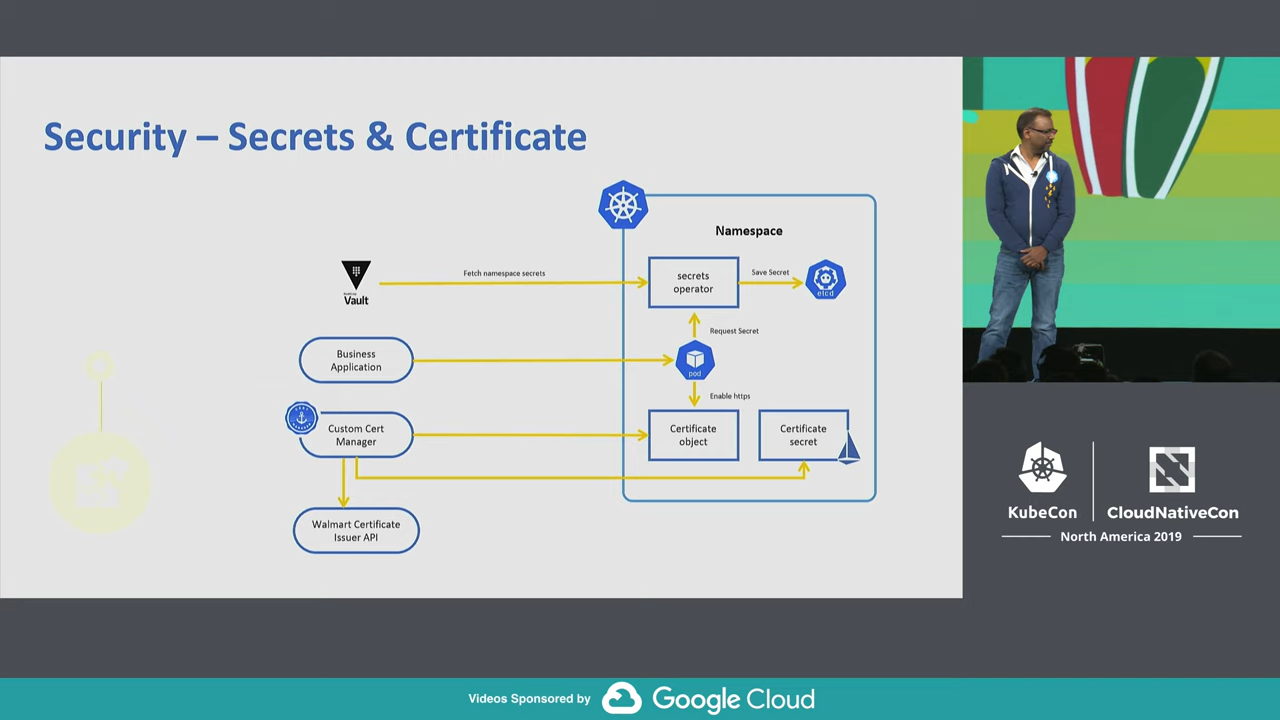 Security – Secrets & Certificate
Namespace
Vault
Fetch namespace secrets
secrets
operator
Save Secret
etcd
Request Secret
Business
Application
pod
Enable https
Custom Cert
Manager
Certificate
object
Certificate
secret
Walmart Certificate
Issuer API
KubeCon
CloudNativeCon
North America 2019
Videos Sponsored by
Google Cloud